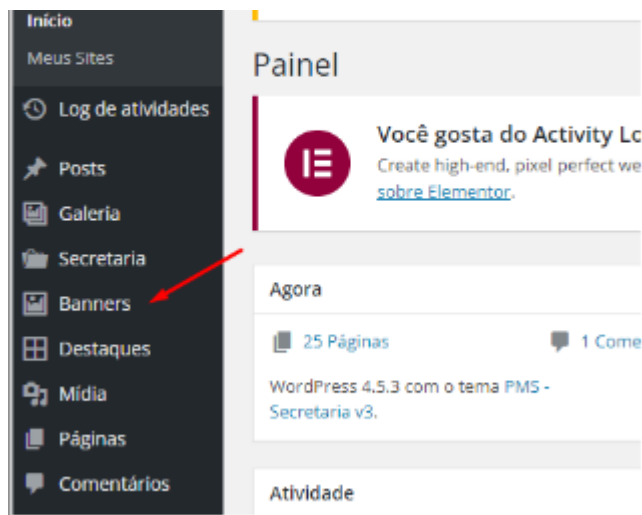 Início
Meus Sites
Log de atividades
Posts
Galeria
Secretaria
Banners
Destaques
Mídia
Páginas
Comentários
Painel
Você gosta do Activity Lc
Create high-end, pixel perfect we
sobre Elementor.
Agora
25 Páginas
1 Come
WordPress 4.5.3 com o tema PMS -
Secretaria v3.
Atividade